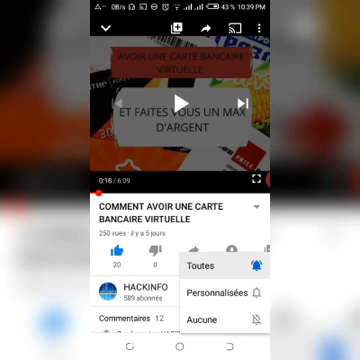 0B/s 43 % 10:39 PM
AVOIR UNE CARTE BANCAIRE
VIRTUELLE
ET FAITES VOUS UN MAX
D'ARGENT
0:18 / 6:09
COMMENT AVOIR UNE CARTE
BANCAIRE VIRTUELLE
250 vues · il y a 5 jours
20 0
Toutes
HACKINFO
589 abonnés
Personnalisées
Commentaires 12
Aucune